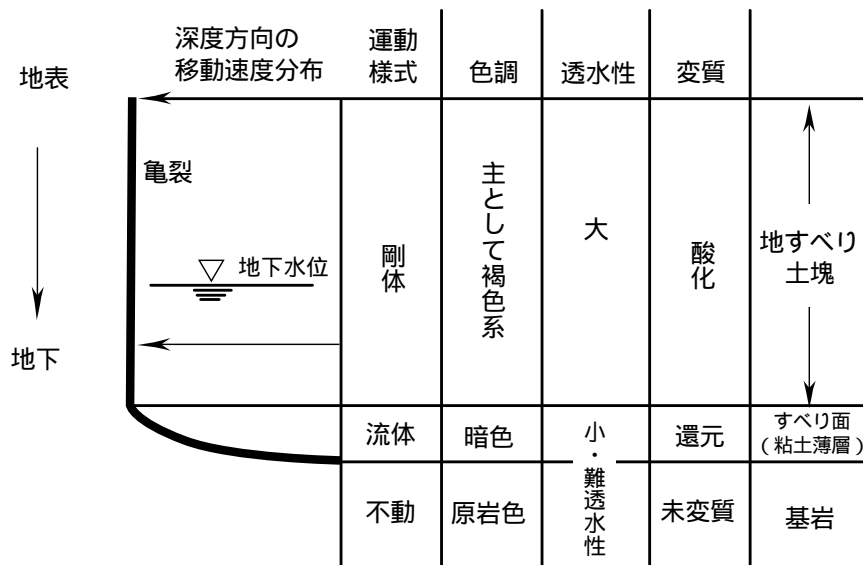 深度方向の
移動速度分布
運動
様式
色調
透水性
変質
地表
亀裂
地下水位
地下
剛体
主として褐色系
大
酸化
地すべり
土塊
流体
暗色
小・難透水性
還元
すべり面
(粘土薄層)
不動
原岩色
未変質
基岩